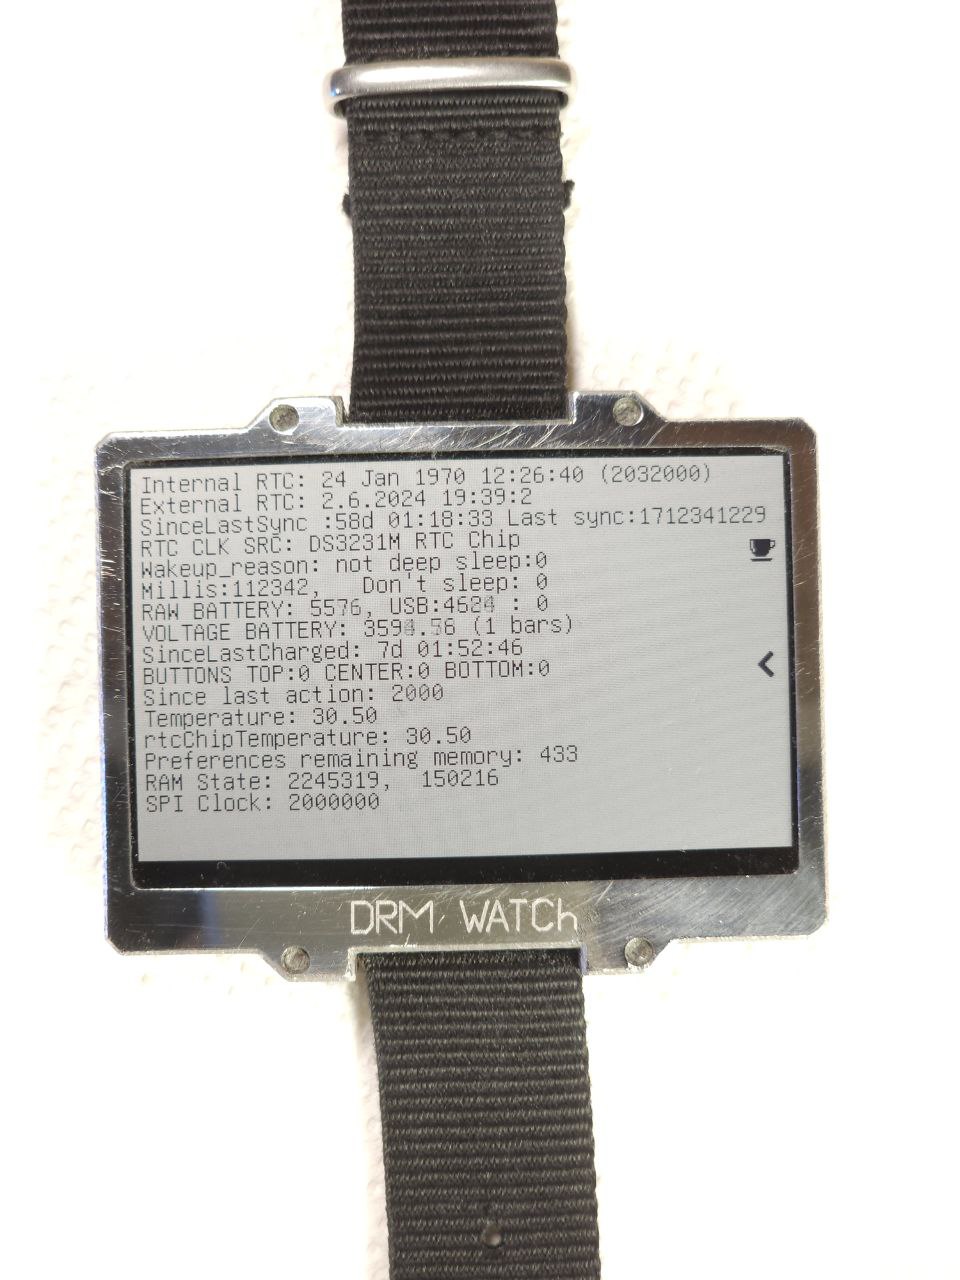 Internal RTC: 24 Jan 1970 12:26:40 (2032000)
External RTC: 2.6.2024 19:39:2
SinceLastSync :58d 01:18:33 Last sync:1712341229
RTC CLK SRC: DS3231M RTC Chip
Wakeup_reason: not deep sleep:0
Millis:112342, Don't sleep: 0
RAW BATTERY: 5576, USB:4624 : 0
VOLTAGE BATTERY: 3594.56 (1 bars)
SinceLastCharged: 7d 01:52:46
BUTTONS TOP:0 CENTER:0 BOTTOM:0
Since last action: 2000
Temperature: 30.50
rtcChipTemperature: 30.50
Preferences remaining memory: 433
RAM State: 2245319, 150216
SPI Clock: 2000000
DRM WATCh